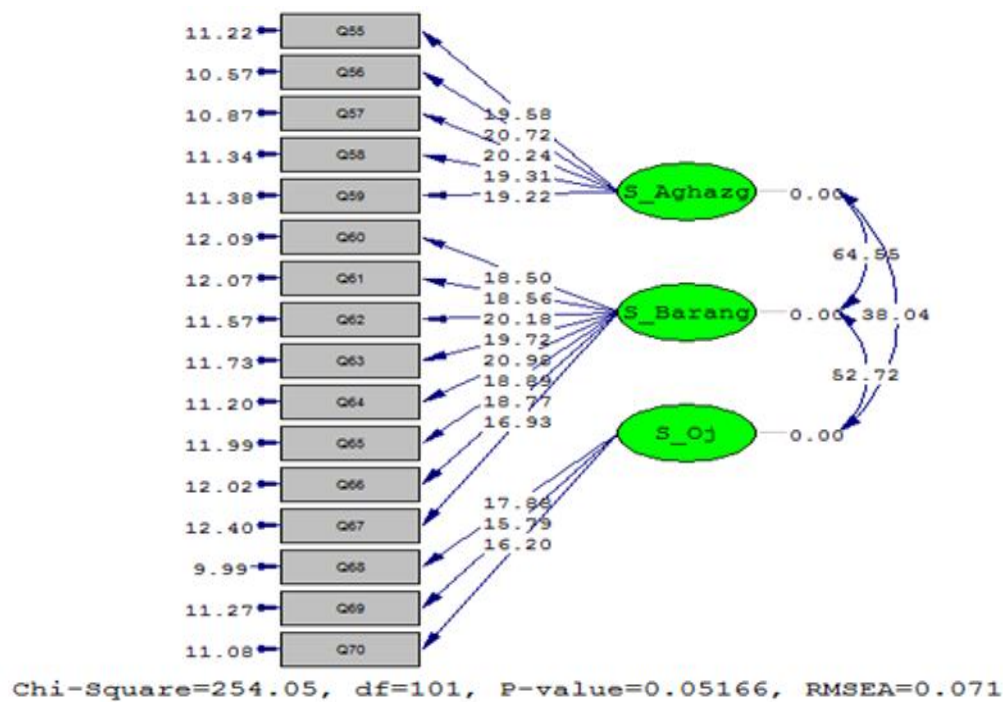 11.22 Q55
10.57 Q56
10.87 Q57
11.34 Q58
11.38 Q59
12.09 Q60
12.07 Q61
11.57 Q62
11.73 Q63
11.20 Q64
11.99 Q65
12.02 Q66
12.40 Q67
9.99 Q68
11.27 Q69
11.08 Q70
19.58
20.72
20.24
19.31
19.22
18.50
18.56
20.18
19.72
20.98
18.89
18.77
16.93
17.88
15.79
16.20
S_Aghazg 0.00
S_Barang 0.00
S_Oj 0.00
64.55
38.04
52.72
Chi-Square=254.05, df=101, P-value=0.05166, RMSEA=0.071